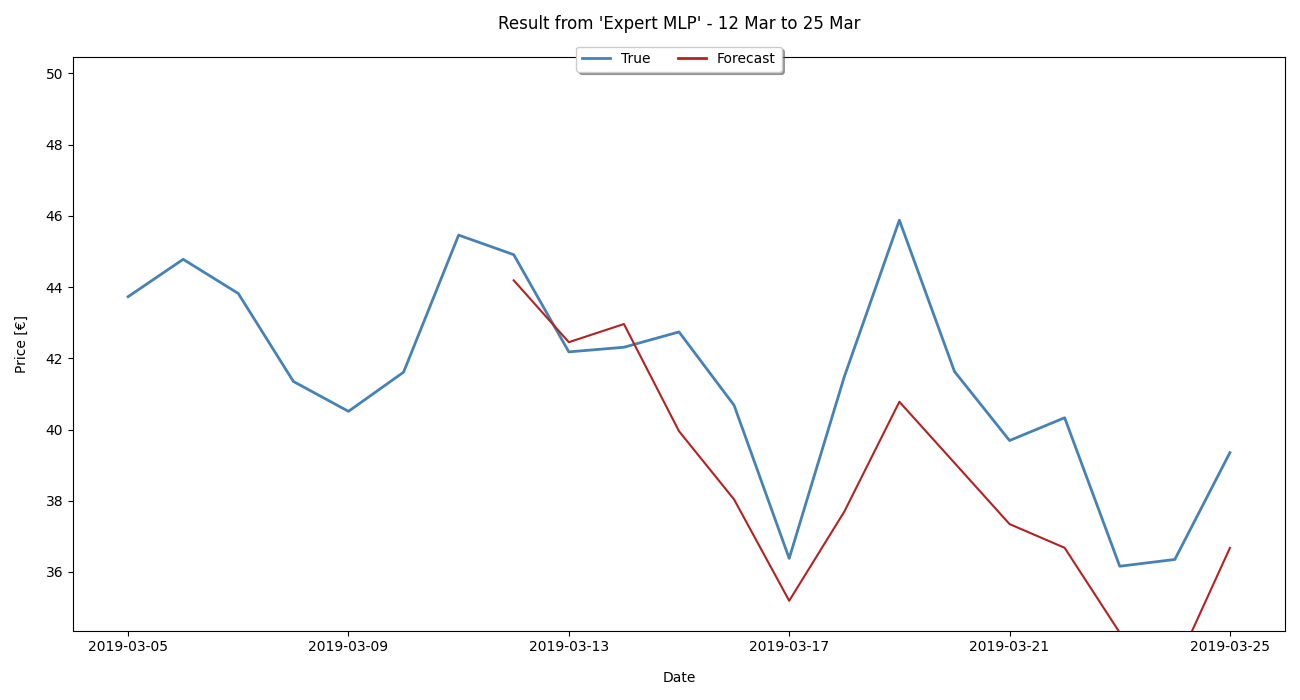 Result from 'Expert MLP' - 12 Mar to 25 Mar
True Forecast
50
48
46
44
42
40
38
36
Price [€]
2019-03-05 2019-03-09 2019-03-13 2019-03-17 2019-03-21 2019-03-25
Date